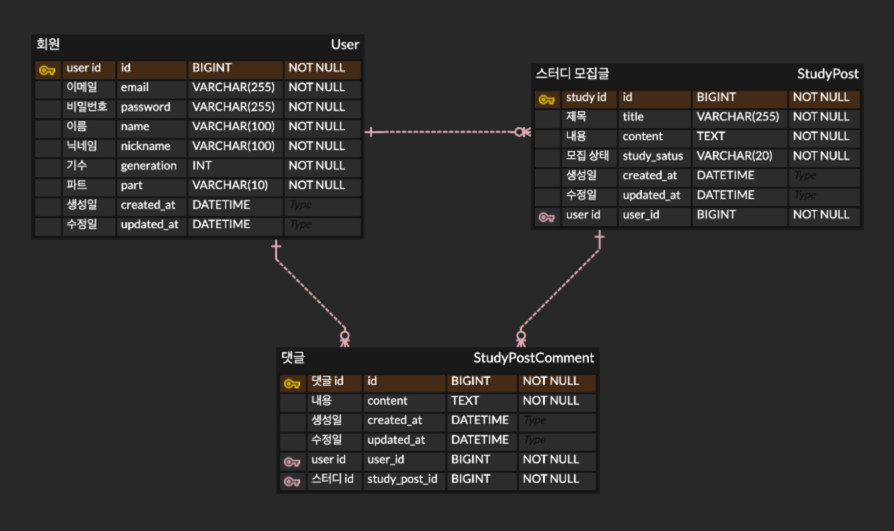 회원 User
user id id BIGINT NOT NULL
이메일 email VARCHAR(255) NOT NULL
비밀번호 password VARCHAR(255) NOT NULL
이름 name VARCHAR(100) NOT NULL
닉네임 nickname VARCHAR(100) NOT NULL
기수 generation INT NOT NULL
파트 part VARCHAR(10) NOT NULL
생성일 created_at DATETIME Type
수정일 updated_at DATETIME Type
스터디 모집글 StudyPost
study id id BIGINT NOT NULL
제목 title VARCHAR(255) NOT NULL
내용 content TEXT NOT NULL
모집 상태 study_satus VARCHAR(20) NOT NULL
생성일 created_at DATETIME Type
수정일 updated_at DATETIME Type
user id user_id BIGINT NOT NULL
댓글 StudyPostComment
댓글 id id BIGINT NOT NULL
내용 content TEXT NOT NULL
생성일 created_at DATETIME Type
수정일 updated_at DATETIME Type
user id user_id BIGINT NOT NULL
스터디 id study_post_id BIGINT NOT NULL